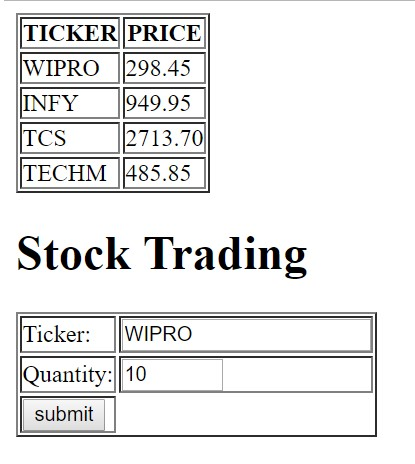 TICKER PRICE
WIPRO 298.45
INFY 949.95
TCS 2713.70
TECHM 485.85
Stock Trading
Ticker: WIPRO
Quantity: 10
submit